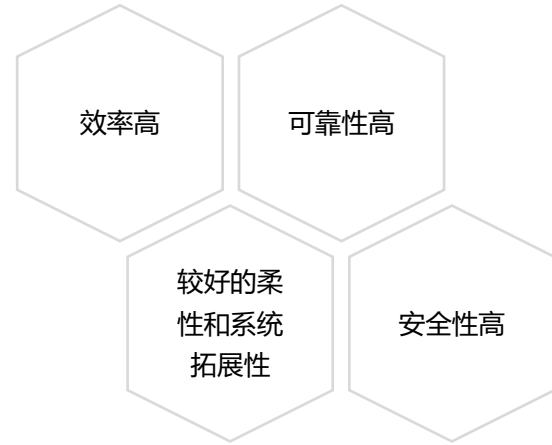 效率高
可靠性高
较好的柔
性和系统
拓展性
安全性高